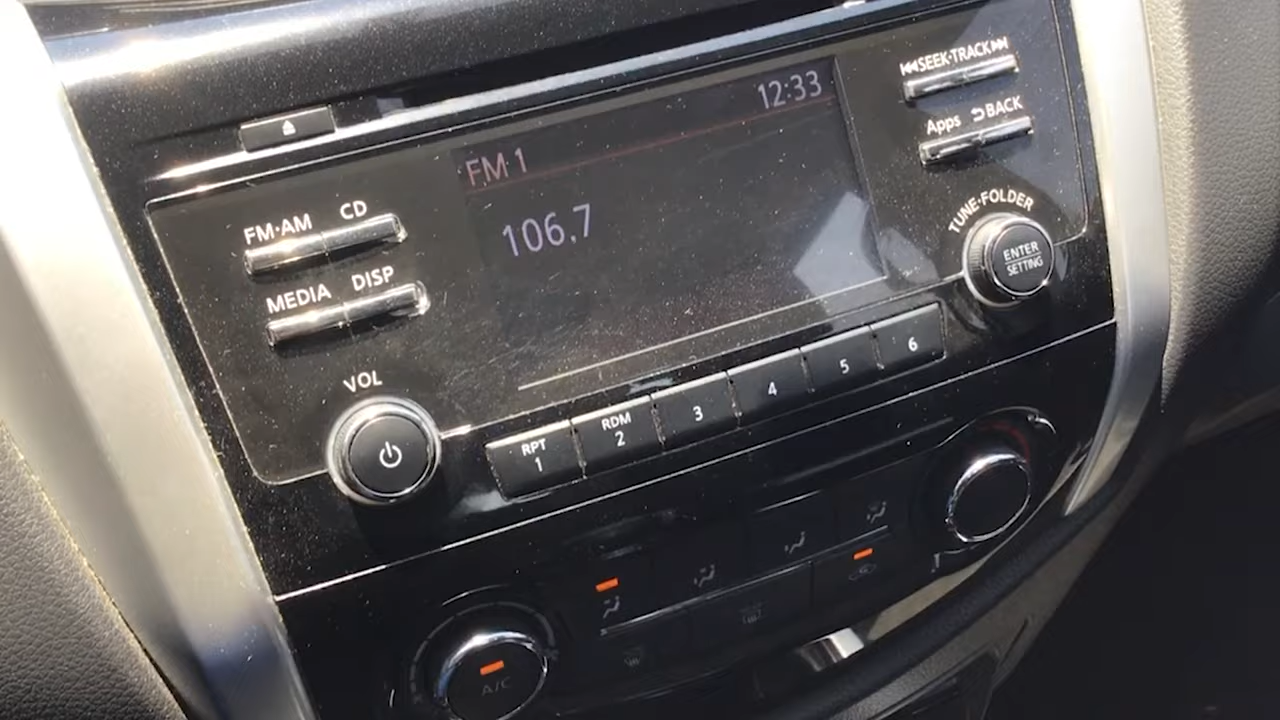 12:33
FM 1
106.7
FM·AM CD
MEDIA DISP
VOL
SEEK·TRACK
Apps BACK
TUNE·FOLDER
ENTER
SETTING
RPT
1
RDM
2
3
4
5
6
A/C